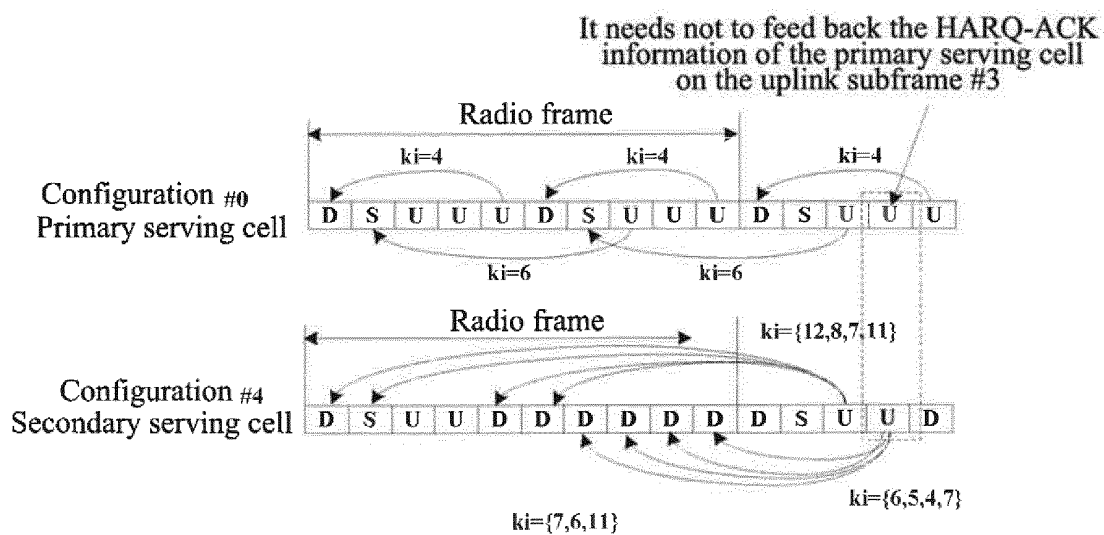 It needs not to feed back the HARQ-ACK
information of the primary serving cell
on the uplink subframe #3
Radio frame
ki=4 ki=4 ki=4
Configuration #0
Primary serving cell
D S U U U D S U U U D S U U U
ki=6 ki=6
Radio frame
ki={12,8,7,11}
Configuration #4
Secondary serving cell
D S U U D D D D D D D S U U D
ki={6,5,4,7}
ki={7,6,11}